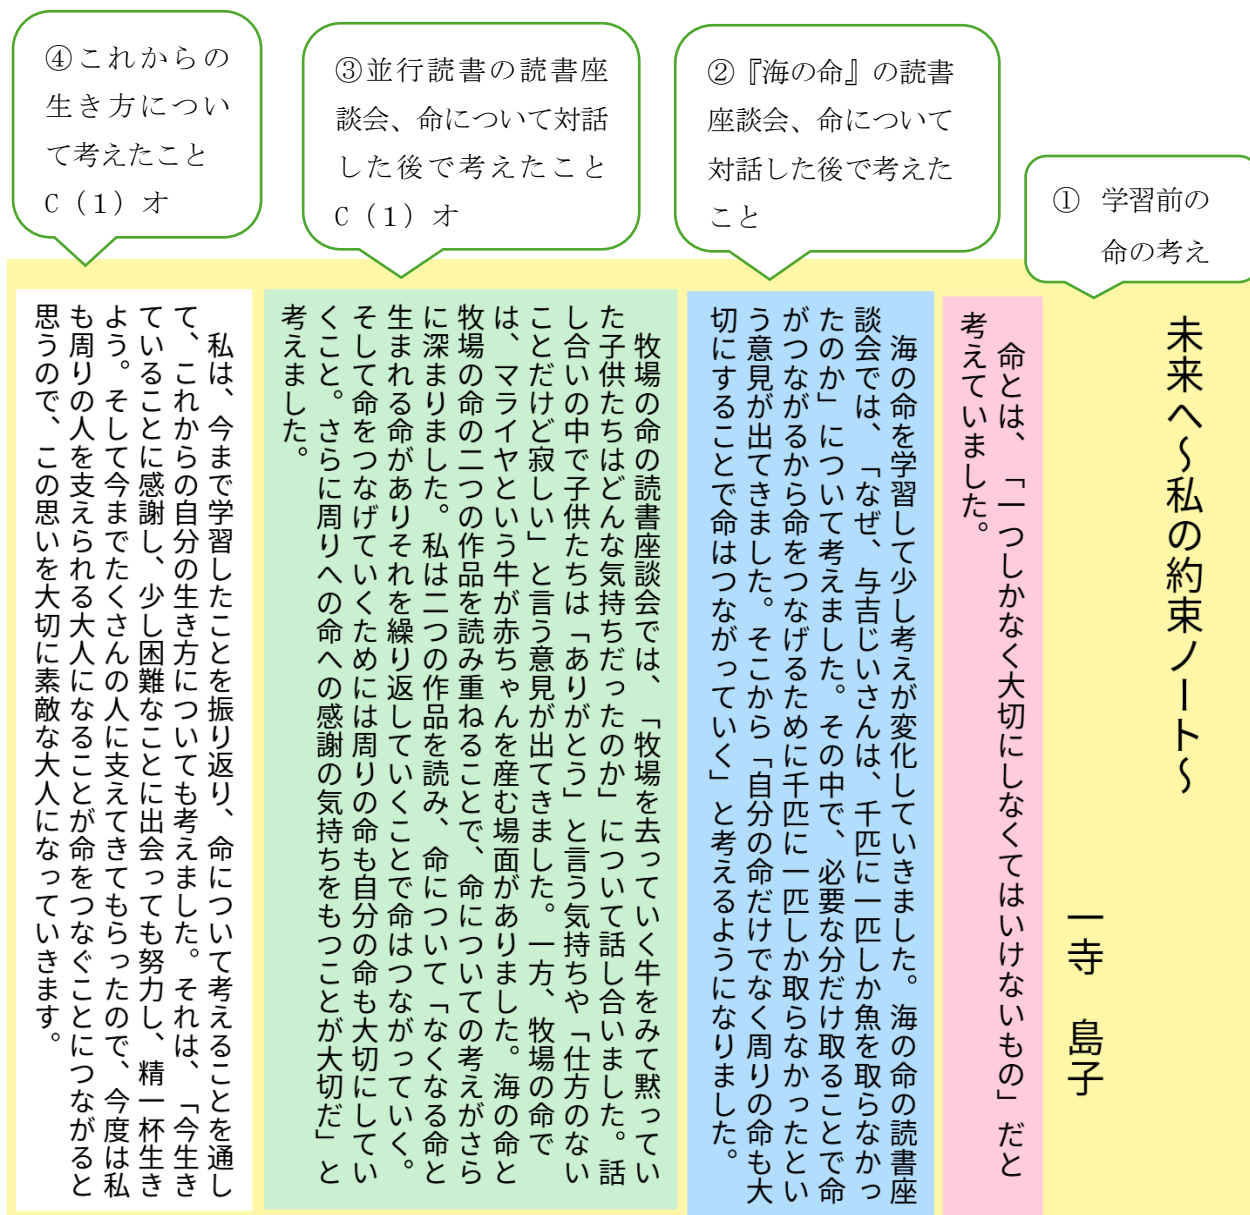 ① 学習前の
命の考え
②『海の命』の読書
座談会、命について
対話した後で考えた
こと
③並行読書の読書座
談会、命について対話
した後で考えたこと
C（１）オ
④これからの
生き方につい
て考えたこと
C（１）オ
未来へ～私の約束ノート～
一寺　島子
命とは、「一つしかなく大切にしなくてはいけないもの」だと
考えていました。
海の命を学習して少し考えが変化していきました。海の命の読書座
談会では、「なぜ、与吉じいさんは、千匹に一匹しか魚を取らなかっ
たのか」について考えました。その中で、必要な分だけ取ることで命
がつながるから命をつなげるために千匹に一匹しか取らなかったとい
う意見が出てきました。そこから「自分の命だけでなく周りの命も大
切にすることで命はつながっていく」と考えるようになりました。
牧場の命の読書座談会では、「牧場を去っていく牛をみて黙ってい
た子供たちはどんな気持ちだったのか」について話し合いました。話
し合いの中で子供たちは「ありがとう」と言う気持ちや「仕方のない
ことだけど寂しい」と言う意見が出てきました。一方、牧場の命で
は、マライヤという牛が赤ちゃんを産む場面がありました。海の命と
牧場の命の二つの作品を読み重ねることで、命についての考えがさら
に深まりました。私は二つの作品を読み、命について「なくなる命と
生まれる命がありそれを繰り返していくことで命はつながっていく。
そして命をつなげていくためには周りの命も自分の命も大切にしてい
くこと。さらに周りへの命への感謝の気持ちをもつことが大切だ」と
考えました。
私は、今まで学習したことを振り返り、命について考えることを通し
て、これからの自分の生き方についても考えました。それは、「今生き
ていることに感謝し、少し困難なことに出会っても努力し、精一杯生き
よう。そして今までたくさんの人に支えてきてもらったので、今度は私
も周りの人を支えられる大人になることが命をつなぐことにつながると
思うので、この思いを大切に素敵な大人になっていきます。